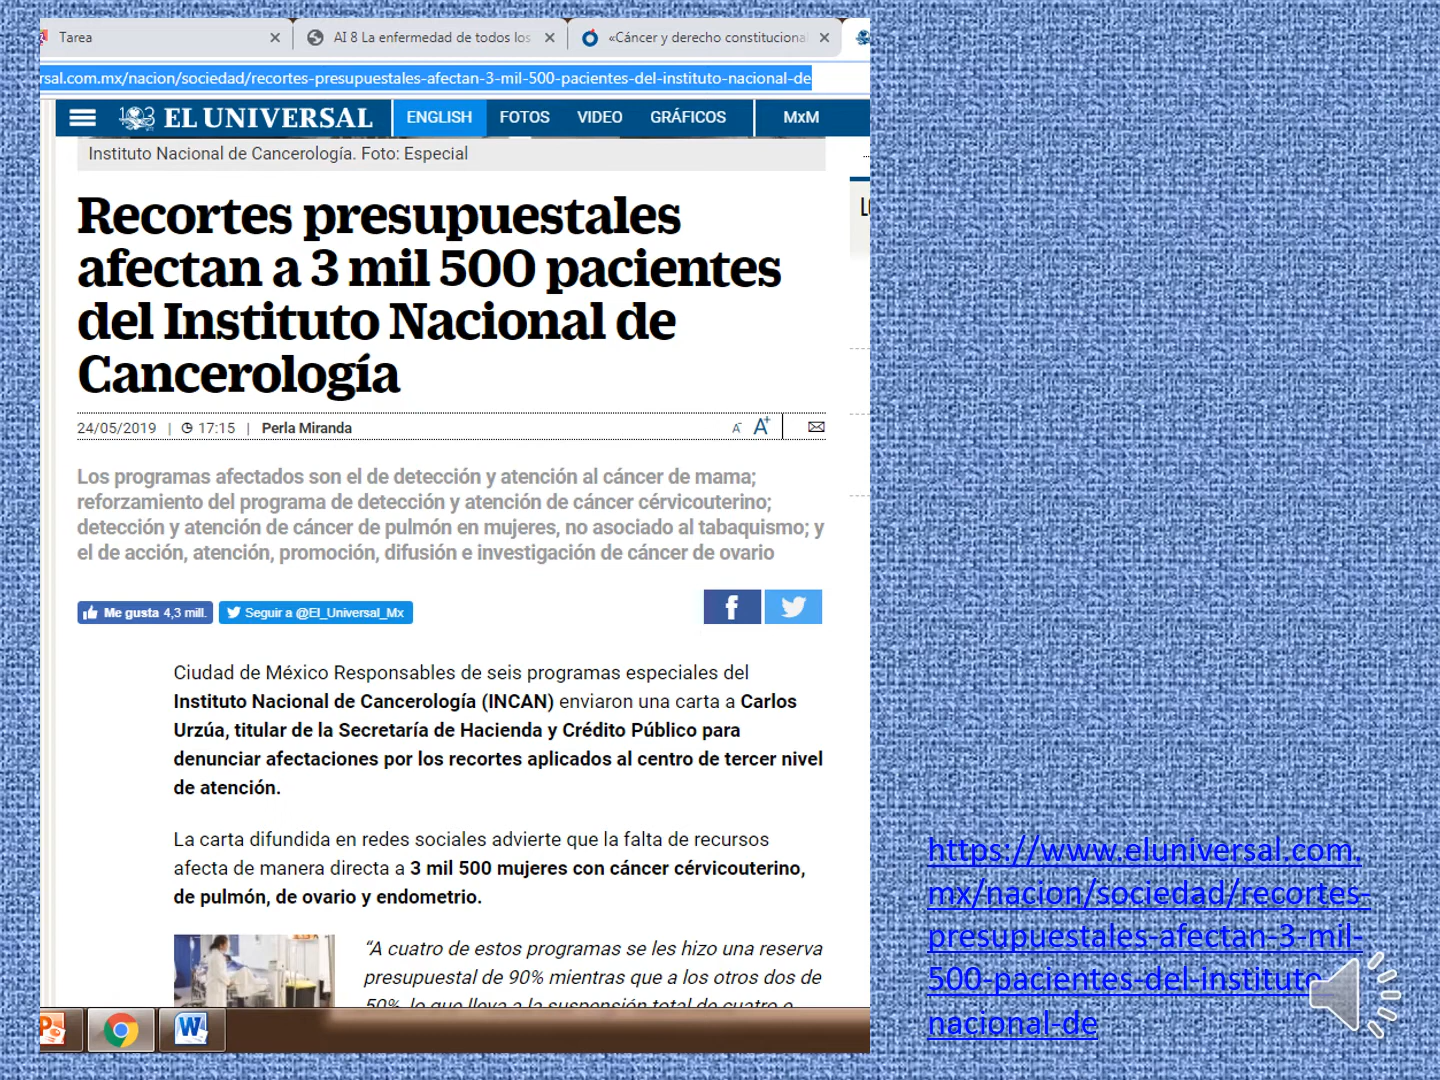 Tarea
AI 8 La enfermedad de todos los
«Cáncer y derecho constitucional
rsal.com.mx/nacion/sociedad/recortes-presupuestales-afectan-3-mil-500-pacientes-del-instituto-nacional-de
EL UNIVERSAL ENGLISH FOTOS VIDEO GRÁFICOS MxM
Instituto Nacional de Cancerología. Foto: Especial
Recortes presupuestales
afectan a 3 mil 500 pacientes
del Instituto Nacional de
Cancerología
24/05/2019 | 17:15 | Perla Miranda
A- A+
Los programas afectados son el de detección y atención al cáncer de mama;
reforzamiento del programa de detección y atención de cáncer cérvicouterino;
detección y atención de cáncer de pulmón en mujeres, no asociado al tabaquismo; y
el de acción, atención, promoción, difusión e investigación de cáncer de ovario
Me gusta 4,3 mill.
Seguir a @El_Universal_Mx
Ciudad de México Responsables de seis programas especiales del
Instituto Nacional de Cancerología (INCAN) enviaron una carta a Carlos
Urzúa, titular de la Secretaría de Hacienda y Crédito Público para
denunciar afectaciones por los recortes aplicados al centro de tercer nivel
de atención.
La carta difundida en redes sociales advierte que la falta de recursos
afecta de manera directa a 3 mil 500 mujeres con cáncer cérvicouterino,
de pulmón, de ovario y endometrio.
“A cuatro de estos programas se les hizo una reserva
presupuestal de 90% mientras que a los otros dos de
50%, lo que lleva a la suspensión total de cuatro e
https://www.eluniversal.com.
mx/nacion/sociedad/recortes-
presupuestales-afectan-3-mil-
500-pacientes-del-instituto
nacional-de